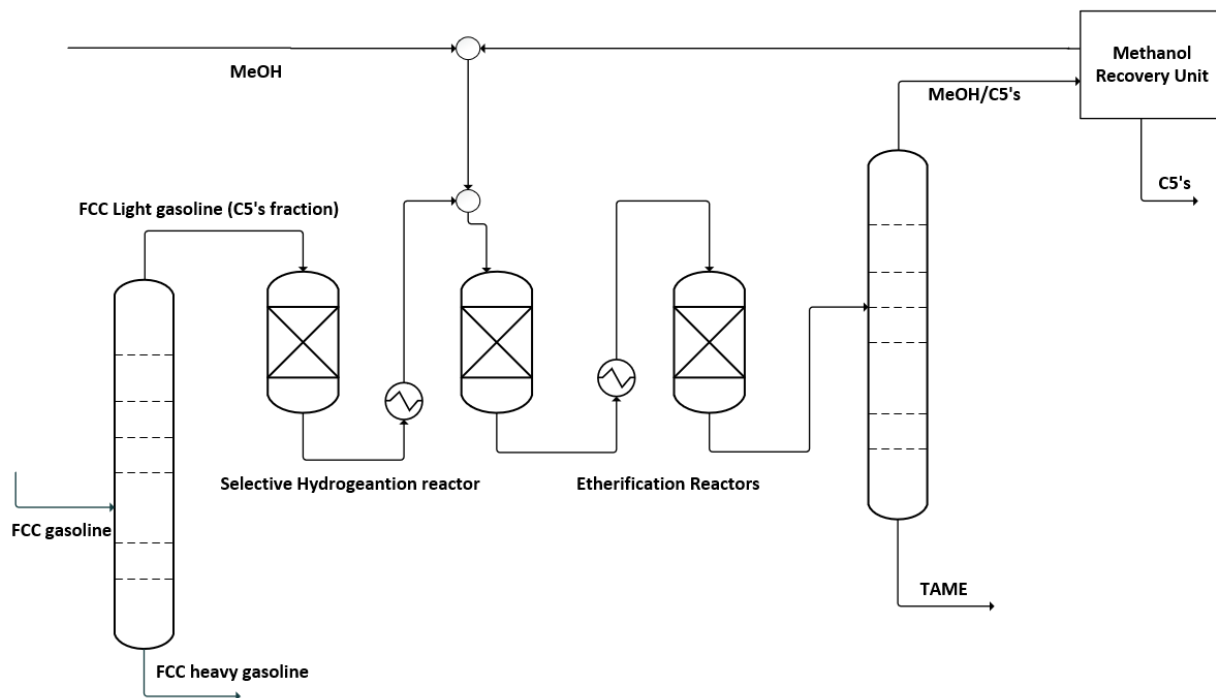 MeOH
Methanol
Recovery Unit
MeOH/C5's
C5's
FCC Light gasoline (C5's fraction)
Selective Hydrogeantion reactor
Etherification Reactors
FCC gasoline
TAME
FCC heavy gasoline